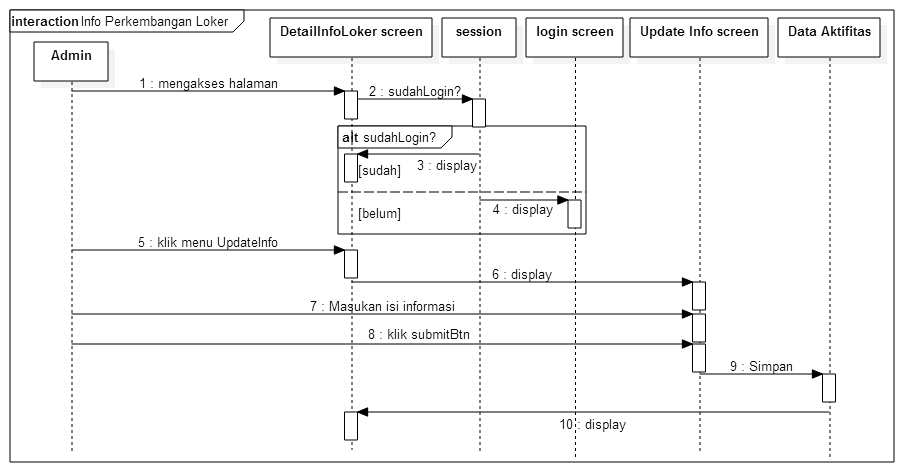 interaction Info Perkembangan Loker
DetailInfoLoker screen
session
login screen
Update Info screen
Data Aktifitas
Admin
1 : mengakses halaman
2 : sudahLogin?
alt sudahLogin?
3 : display
[sudah]
4 : display
[belum]
5 : klik menu UpdateInfo
6 : display
7 : Masukan isi informasi
8 : klik submitBtn
9 : Simpan
10 : display